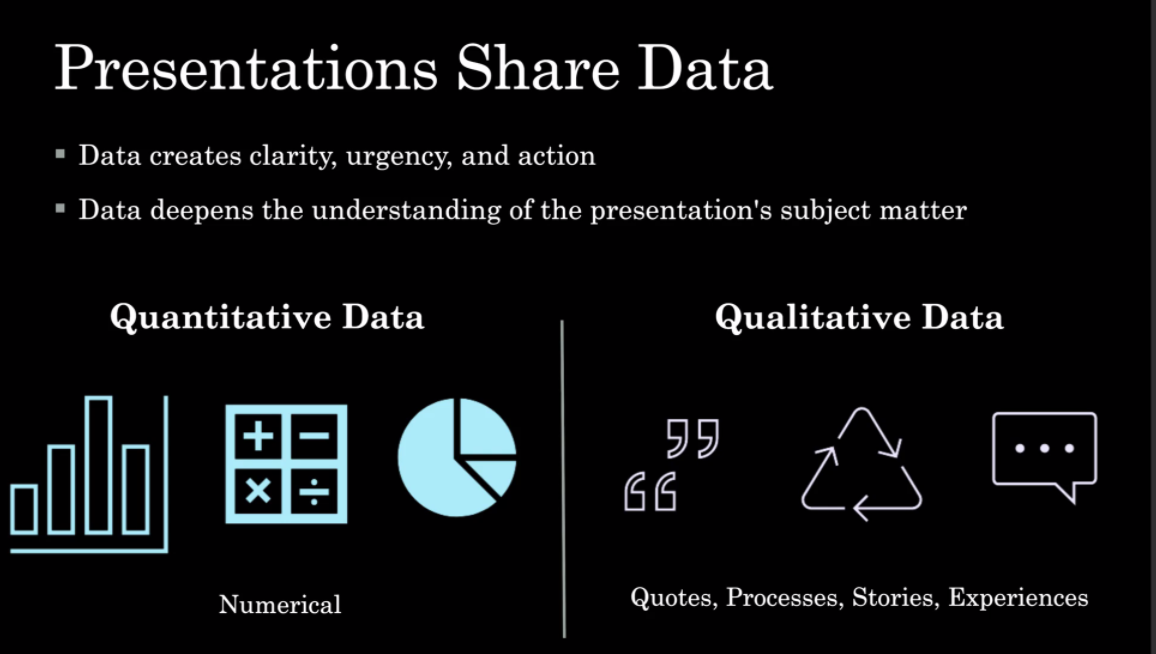 Presentations Share Data
Data creates clarity, urgency, and action
Data deepens the understanding of the presentation's subject matter
Quantitative Data
Numerical
Qualitative Data
Quotes, Processes, Stories, Experiences